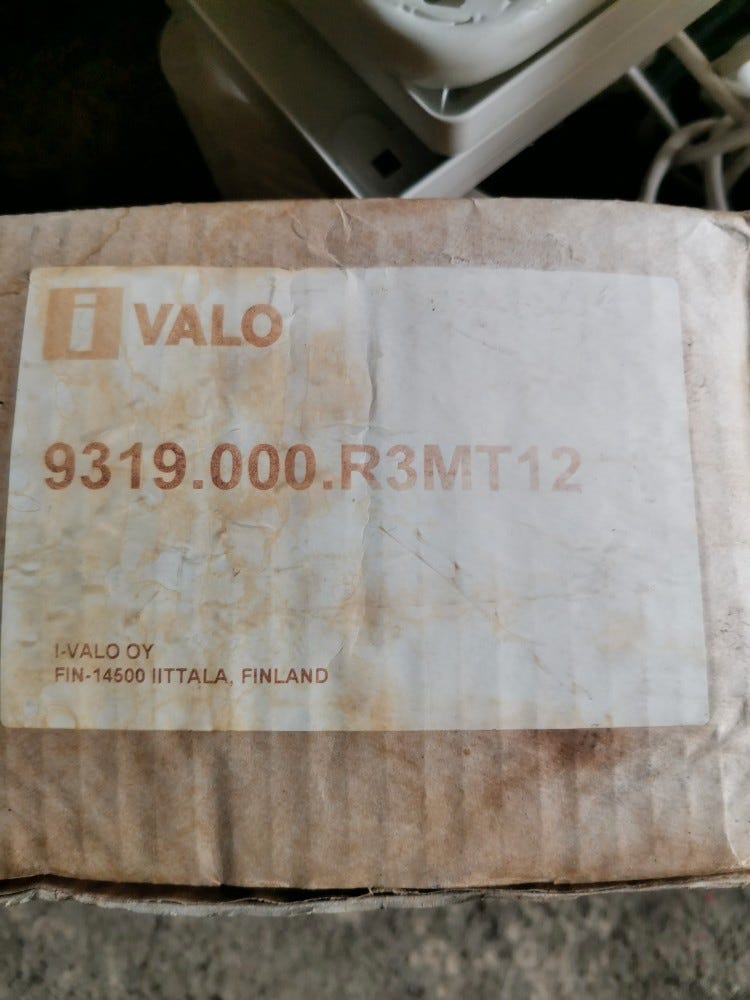 i VALO
9319.000.R3MT12
I-VALO OY
FIN-14500 IITTALA, FINLAND